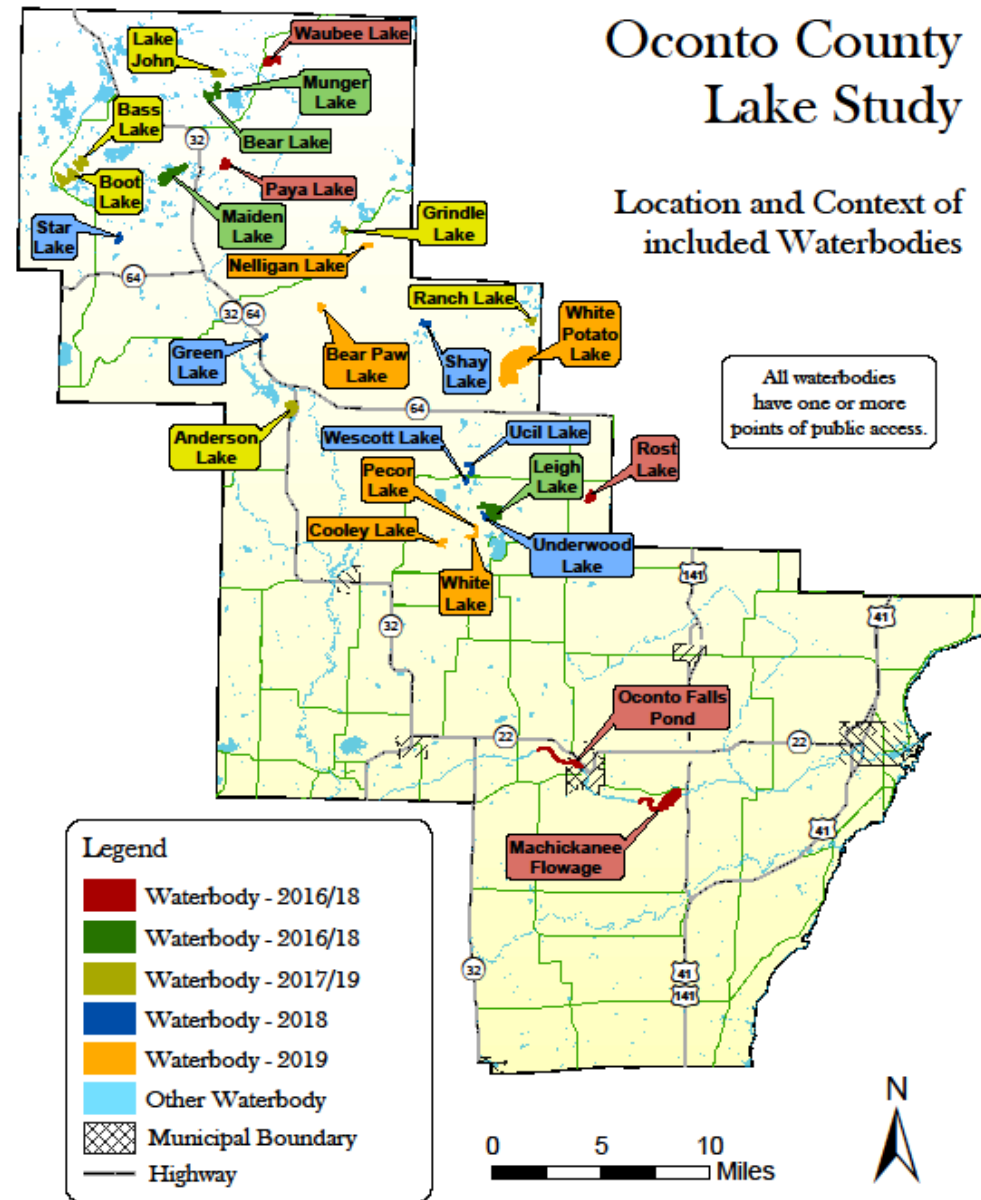 Oconto County
Lake Study
Location and Context of
included Waterbodies
Waubee Lake
Lake
John
Munger
Lake
Bass
Lake
Bear Lake
32
Paya Lake
Boot
Lake
Maiden
Lake
Grindle
Lake
Star
Lake
Nelligan Lake
64
Ranch Lake
32
64
White
Potato
Lake
Green
Lake
Bear Paw
Lake
Shay
Lake
All waterbodies
have one or more
points of public access.
64
Anderson
Lake
Wescott Lake
Ucil Lake
Rost
Lake
Pecor
Lake
Leigh
Lake
Cooley Lake
Underwood
Lake
White
Lake
141
41
32
Oconto Falls
Pond
22
22
41
Machickanee
Flowage
32
41
141
Legend
Waterbody - 2016/18
Waterbody - 2016/18
Waterbody - 2017/19
Waterbody - 2018
Waterbody - 2019
Other Waterbody
Municipal Boundary
Highway
N
0 5 10
Miles